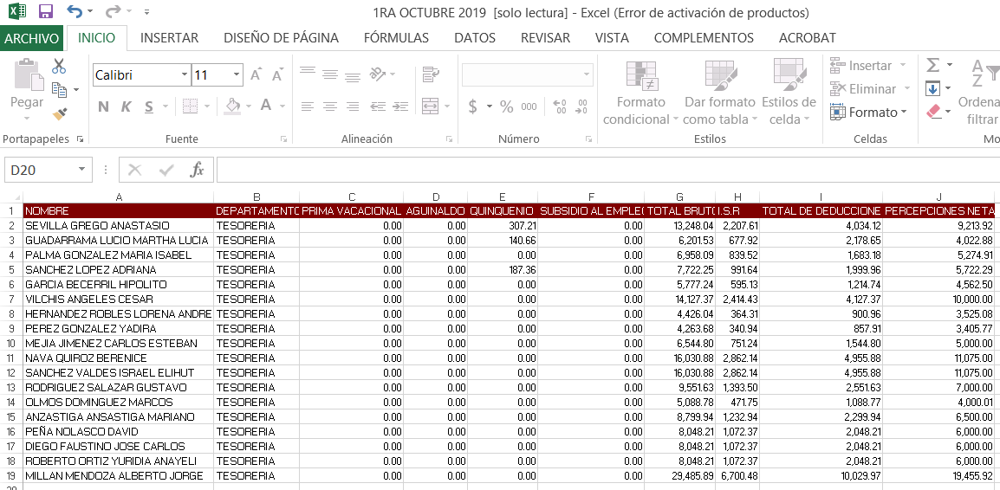 1RA OCTUBRE 2019 [solo lectura] - Excel (Error de activación de productos)
ARCHIVO INICIO INSERTAR DISEÑO DE PÁGINA FÓRMULAS DATOS REVISAR VISTA COMPLEMENTOS ACROBAT
Calibri 11 Insertar
Pegar N K S $ % 000 Formato condicional Dar formato como tabla Estilos de celda Eliminar Ordena filtrar
Formato
Portapapeles Fuente Alineación Número Estilos Celdas Mo
D20 fx
A B C D E F G H I J
1 NOMBRE DEPARTAMENTO PRIMA VACACIONAL AGUINALDO QUINQUENIO SUBSIDIO AL EMPLE TOTAL BRUTO I.S.R TOTAL DE DEDUCCIONE PERCEPCIONES NETA
2 SEVILLA GREGO ANASTASIO TESORERIA 0.00 0.00 307.21 0.00 13,248.04 2,207.61 4,034.12 9,213.92
3 GUADARRAMA LUCIO MARTHA LUCIA TESORERIA 0.00 0.00 140.66 0.00 6,201.53 677.92 2,178.65 4,022.88
4 PALMA GONZALEZ MARIA ISABEL TESORERIA 0.00 0.00 0.00 0.00 6,958.09 839.52 1,683.18 5,274.91
5 SANCHEZ LOPEZ ADRIANA TESORERIA 0.00 0.00 187.36 0.00 7,722.25 991.64 1,999.96 5,722.29
6 GARCIA BECERRIL HIPOLITO TESORERIA 0.00 0.00 0.00 0.00 5,777.24 595.13 1,214.74 4,562.50
7 VILCHIS ANGELES CESAR TESORERIA 0.00 0.00 0.00 0.00 14,127.37 2,414.43 4,127.37 10,000.00
8 HERNANDEZ ROBLES LORENA ANDRE TESORERIA 0.00 0.00 0.00 0.00 4,426.04 364.31 900.96 3,525.08
9 PEREZ GONZALEZ YADIRA TESORERIA 0.00 0.00 0.00 0.00 4,263.68 340.94 857.91 3,405.77
10 MEJIA JIMENEZ CARLOS ESTEBAN TESORERIA 0.00 0.00 0.00 0.00 6,544.80 751.24 1,544.80 5,000.00
11 NAVA QUIROZ BERENICE TESORERIA 0.00 0.00 0.00 0.00 16,030.88 2,862.14 4,955.88 11,075.00
12 SANCHEZ VALDES ISRAEL ELIHUT TESORERIA 0.00 0.00 0.00 0.00 16,030.88 2,862.14 4,955.88 11,075.00
13 RODRIGUEZ SALAZAR GUSTAVO TESORERIA 0.00 0.00 0.00 0.00 9,551.63 1,393.50 2,551.63 7,000.00
14 OLMOS DOMINGUEZ MARCOS TESORERIA 0.00 0.00 0.00 0.00 5,088.78 471.75 1,088.77 4,000.01
15 ANZASTIGA ANSASTIGA MARIANO TESORERIA 0.00 0.00 0.00 0.00 8,799.94 1,232.94 2,299.94 6,500.00
16 PEÑA NOLASCO DAVID TESORERIA 0.00 0.00 0.00 0.00 8,048.21 1,072.37 2,048.21 6,000.00
17 DIEGO FAUSTINO JOSE CARLOS TESORERIA 0.00 0.00 0.00 0.00 8,048.21 1,072.37 2,048.21 6,000.00
18 ROBERTO ORTIZ YURIDIA ANAYELI TESORERIA 0.00 0.00 0.00 0.00 8,048.21 1,072.37 2,048.21 6,000.00
19 MILLAN MENDOZA ALBERTO JORGE TESORERIA 0.00 0.00 0.00 0.00 29,485.89 6,700.48 10,029.97 19,455.92